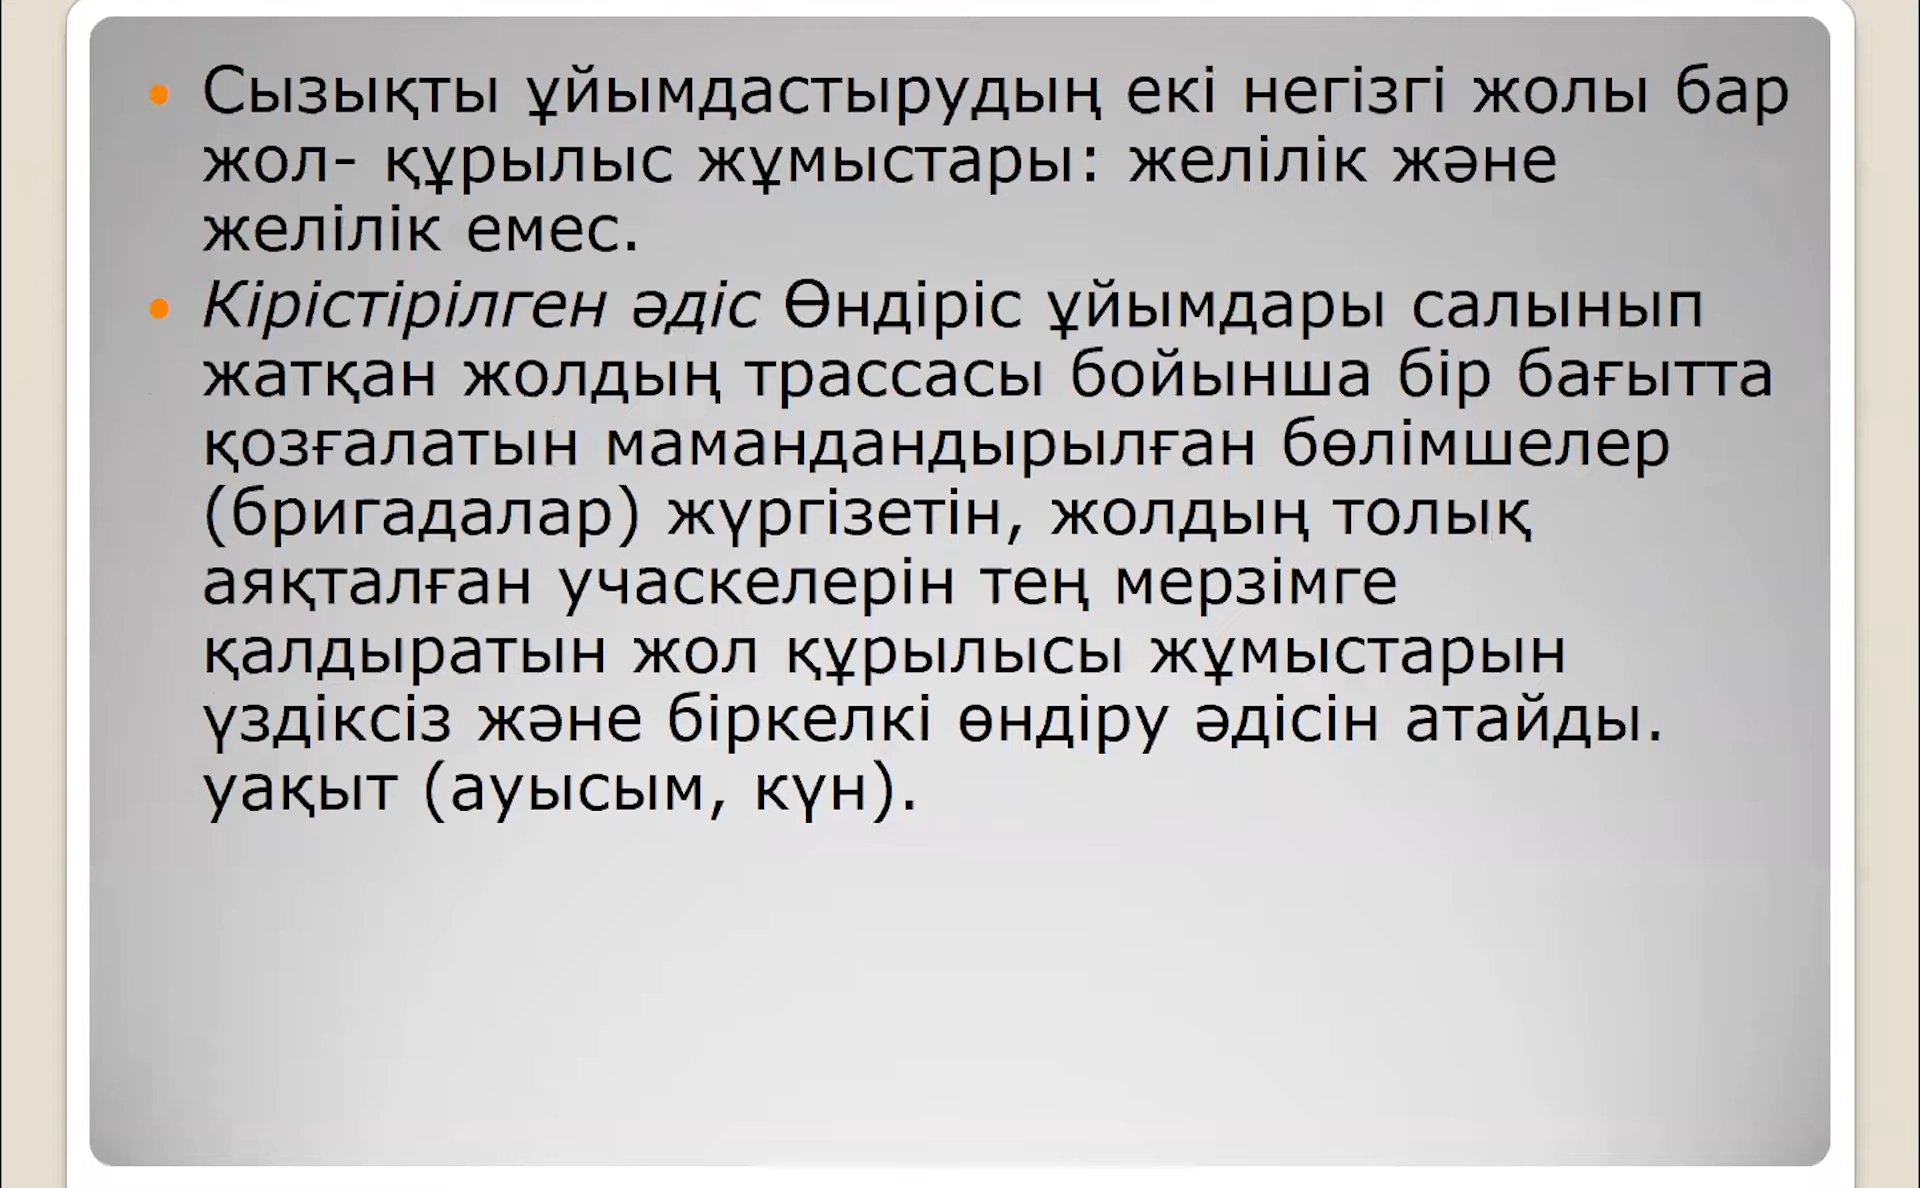 Сызықты ұйымдастырудың екі негізгі жолы бар
жол- құрылыс жұмыстары: желілік және
желілік емес.
Кірістірілген әдіс Өндіріс ұйымдары салынып
жатқан жолдың трассасы бойынша бір бағытта
қозғалатын мамандандырылған бөлімшелер
(бригадалар) жүргізетін, жолдың толық
аяқталған учаскелерін тең мерзімге
қалдыратын жол құрылысы жұмыстарын
үздіксіз және біркелкі өндіру әдісін атайды.
уақыт (ауысым, күн).